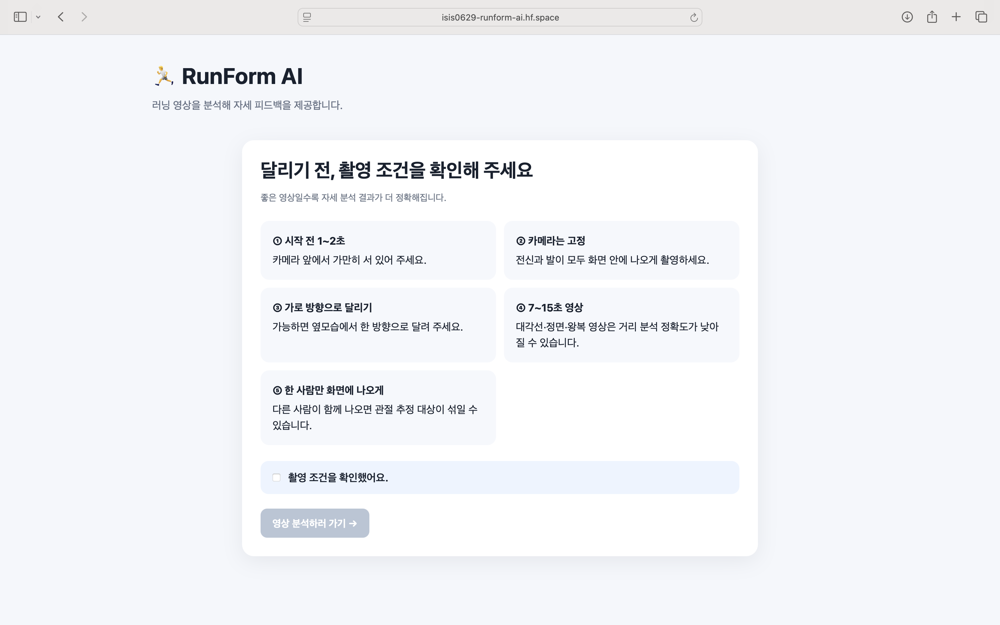 isis0629-runform-ai.hf.space
🏃 RunForm AI
러닝 영상을 분석해 자세 피드백을 제공합니다.
달리기 전, 촬영 조건을 확인해 주세요
좋은 영상일수록 자세 분석 결과가 더 정확해집니다.
① 시작 전 1~2초
카메라 앞에서 가만히 서 있어 주세요.
② 카메라는 고정
전신과 발이 모두 화면 안에 나오게 촬영하세요.
③ 가로 방향으로 달리기
가능하면 옆모습에서 한 방향으로 달려 주세요.
④ 7~15초 영상
대각선·정면·왕복 영상은 거리 분석 정확도가 낮아
질 수 있습니다.
⑤ 한 사람만 화면에 나오게
다른 사람이 함께 나오면 관절 추정 대상이 섞일 수
있습니다.
촬영 조건을 확인했어요.
영상 분석하러 가기 →